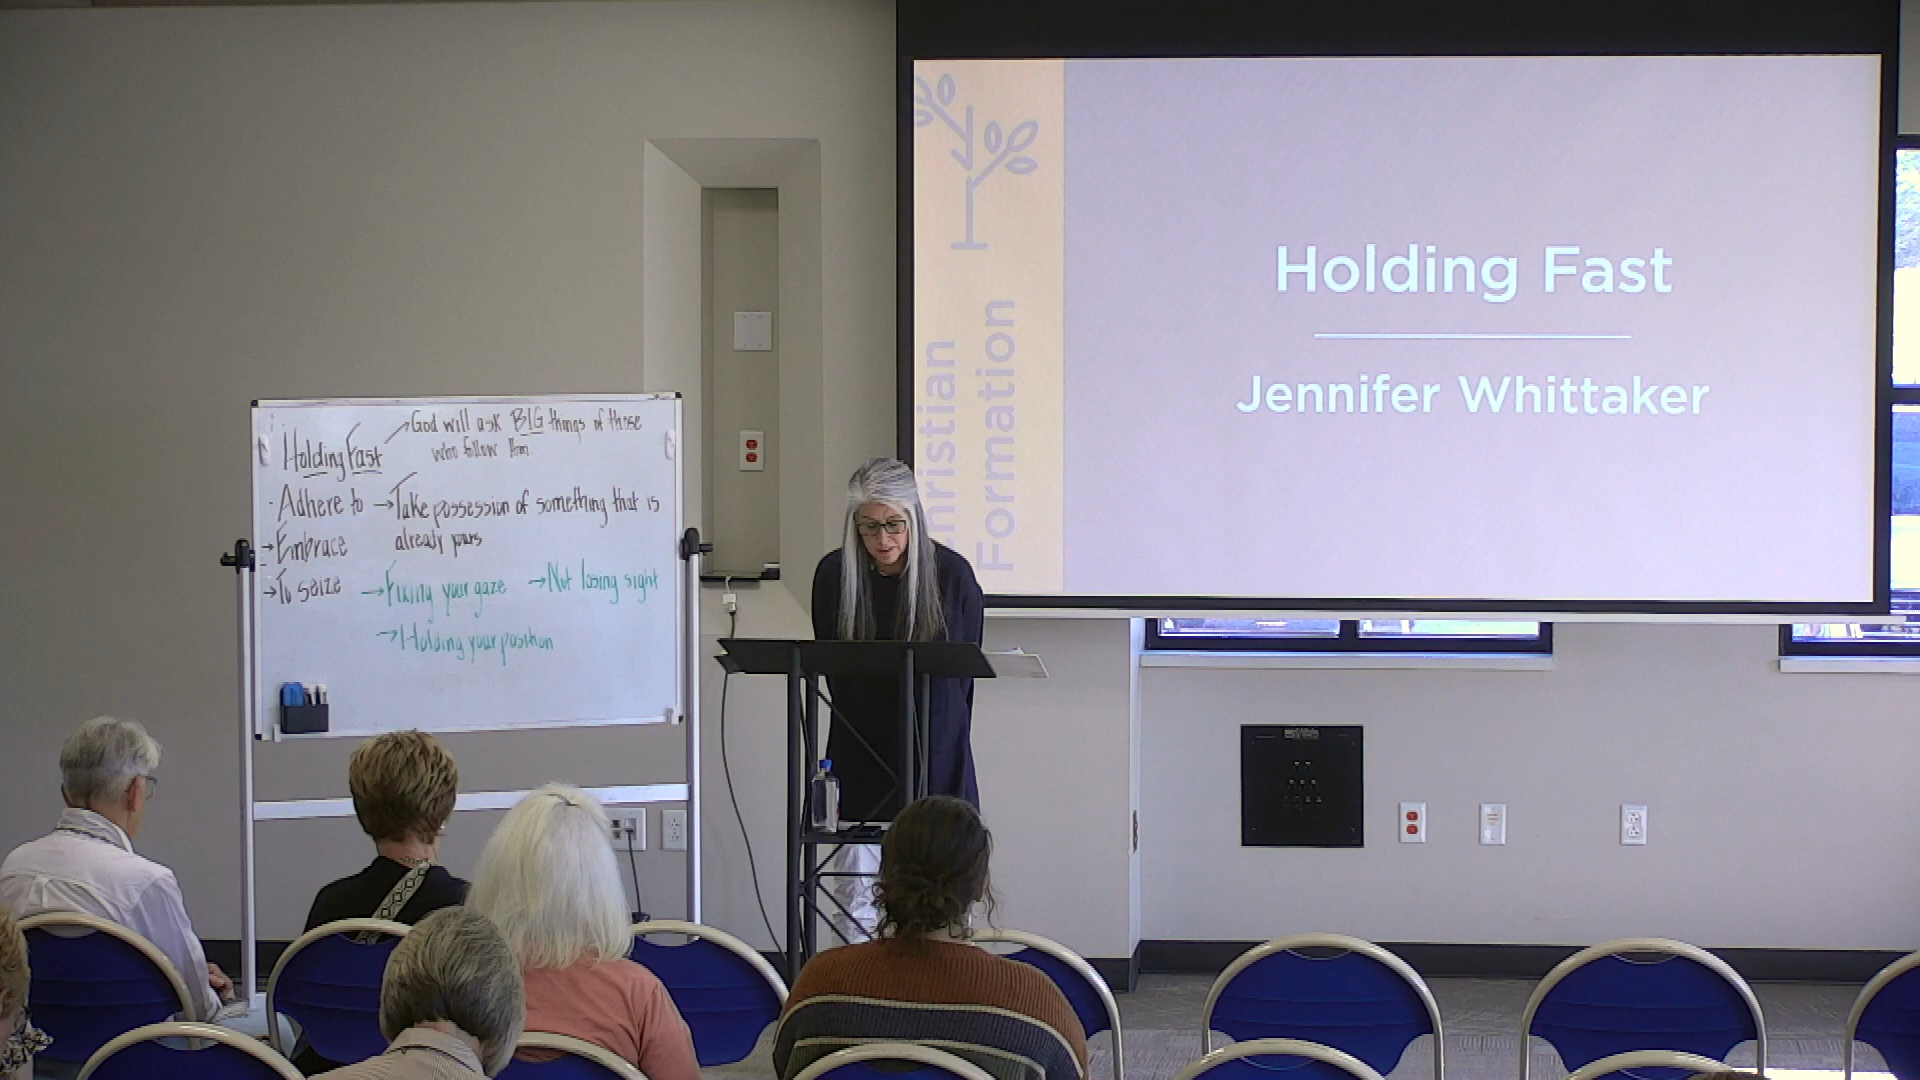 God will ask BIG things of those
Holding Fast
who follow Him
- Adhere to → Take possession of something that is
already yours
→ Embrace
→ To seize
→ Fixing your gaze → Not losing sight
→ Holding your position
Christian
Formation
Holding Fast
Jennifer Whittaker